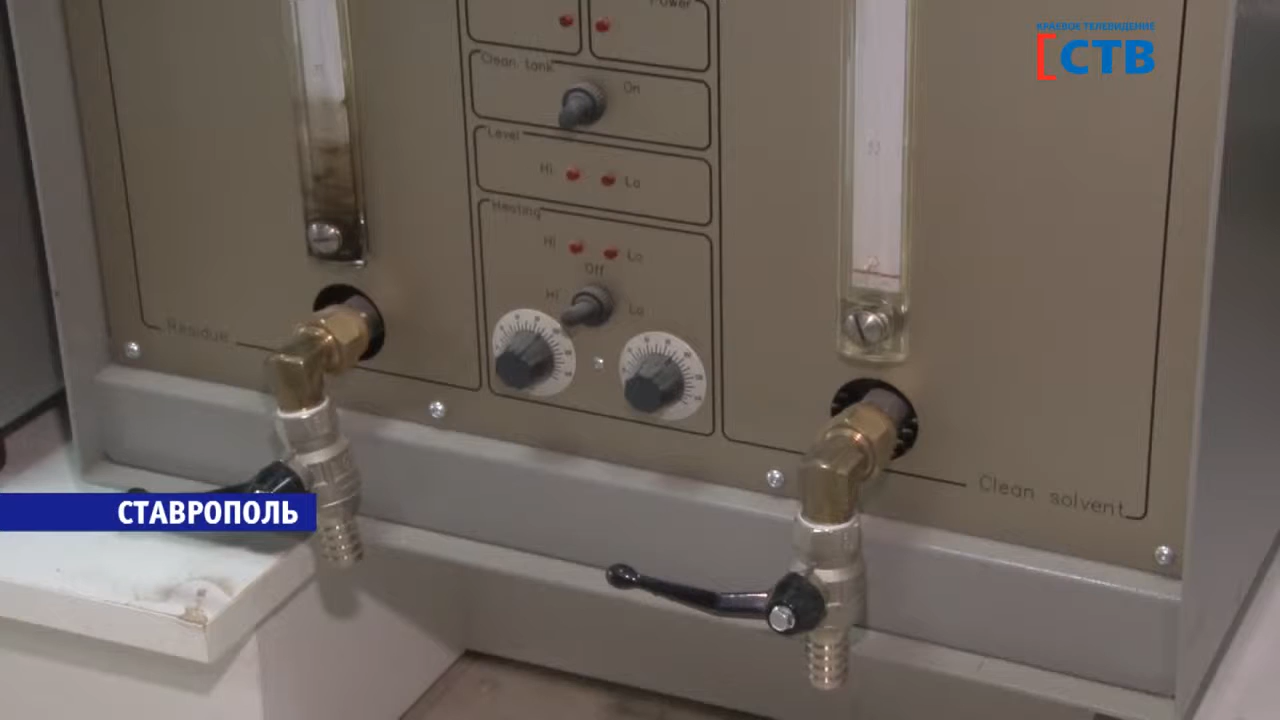 КРАЕВОЕ ТЕЛЕВИДЕНИЕ
СТВ
Power
Clean tank
On
Level
Hi
Lo
Heating
Hi
Lo
Off
Hi
Lo
Residue
Clean solvent
СТАВРОПОЛЬ